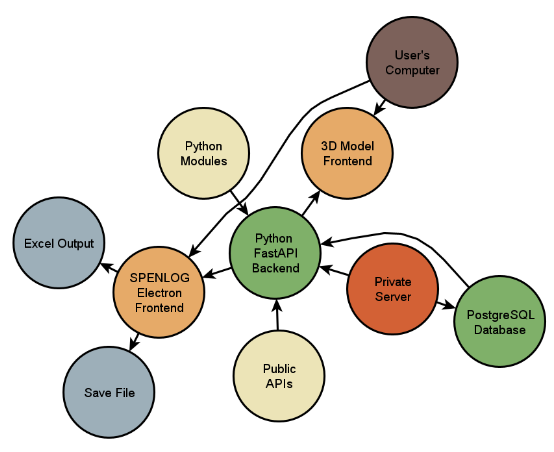 User's
Computer
Python
Modules
3D Model
Frontend
Excel Output
Python
FastAPI
Backend
SPENLOG
Electron
Frontend
Private
Server
PostgreSQL
Database
Public
APIs
Save File